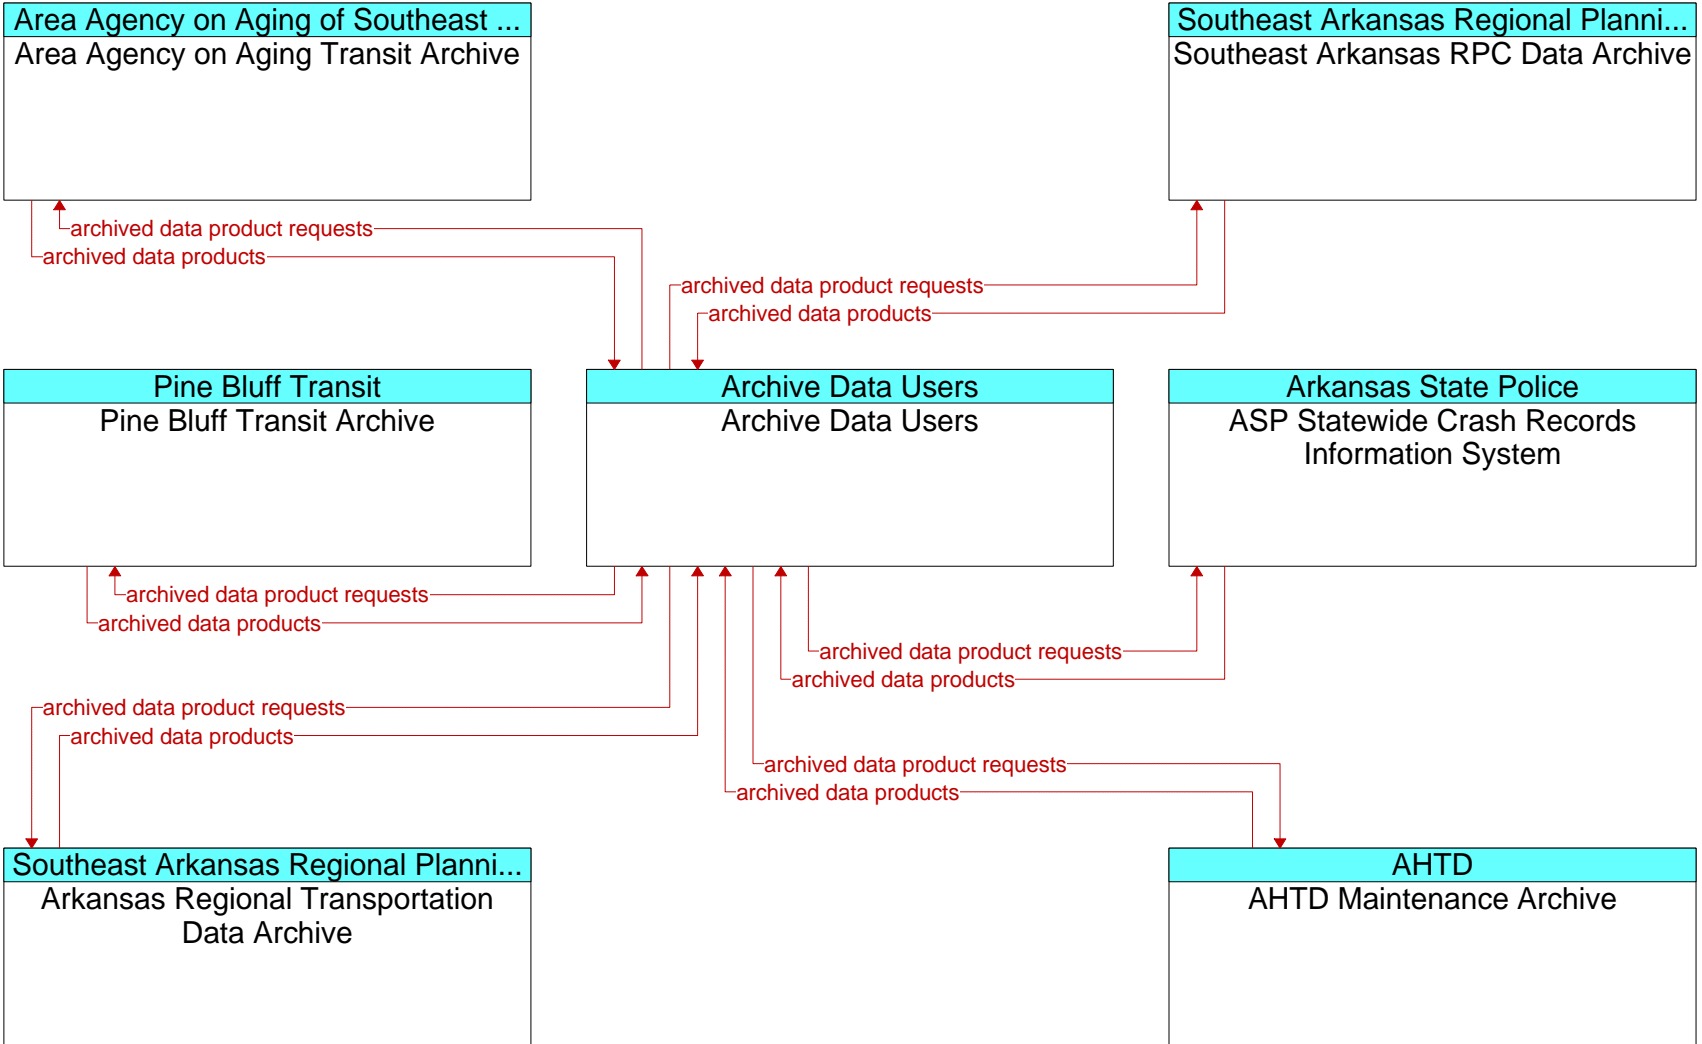 Area Agency on Aging of Southeast ...
Area Agency on Aging Transit Archive
Southeast Arkansas Regional Planni...
Southeast Arkansas RPC Data Archive
archived data product requests
archived data products
archived data product requests
archived data products
Pine Bluff Transit
Pine Bluff Transit Archive
Archive Data Users
Archive Data Users
Arkansas State Police
ASP Statewide Crash Records
Information System
archived data product requests
archived data products
archived data product requests
archived data products
archived data product requests
archived data products
archived data product requests
archived data products
Southeast Arkansas Regional Planni...
Arkansas Regional Transportation
Data Archive
AHTD
AHTD Maintenance Archive